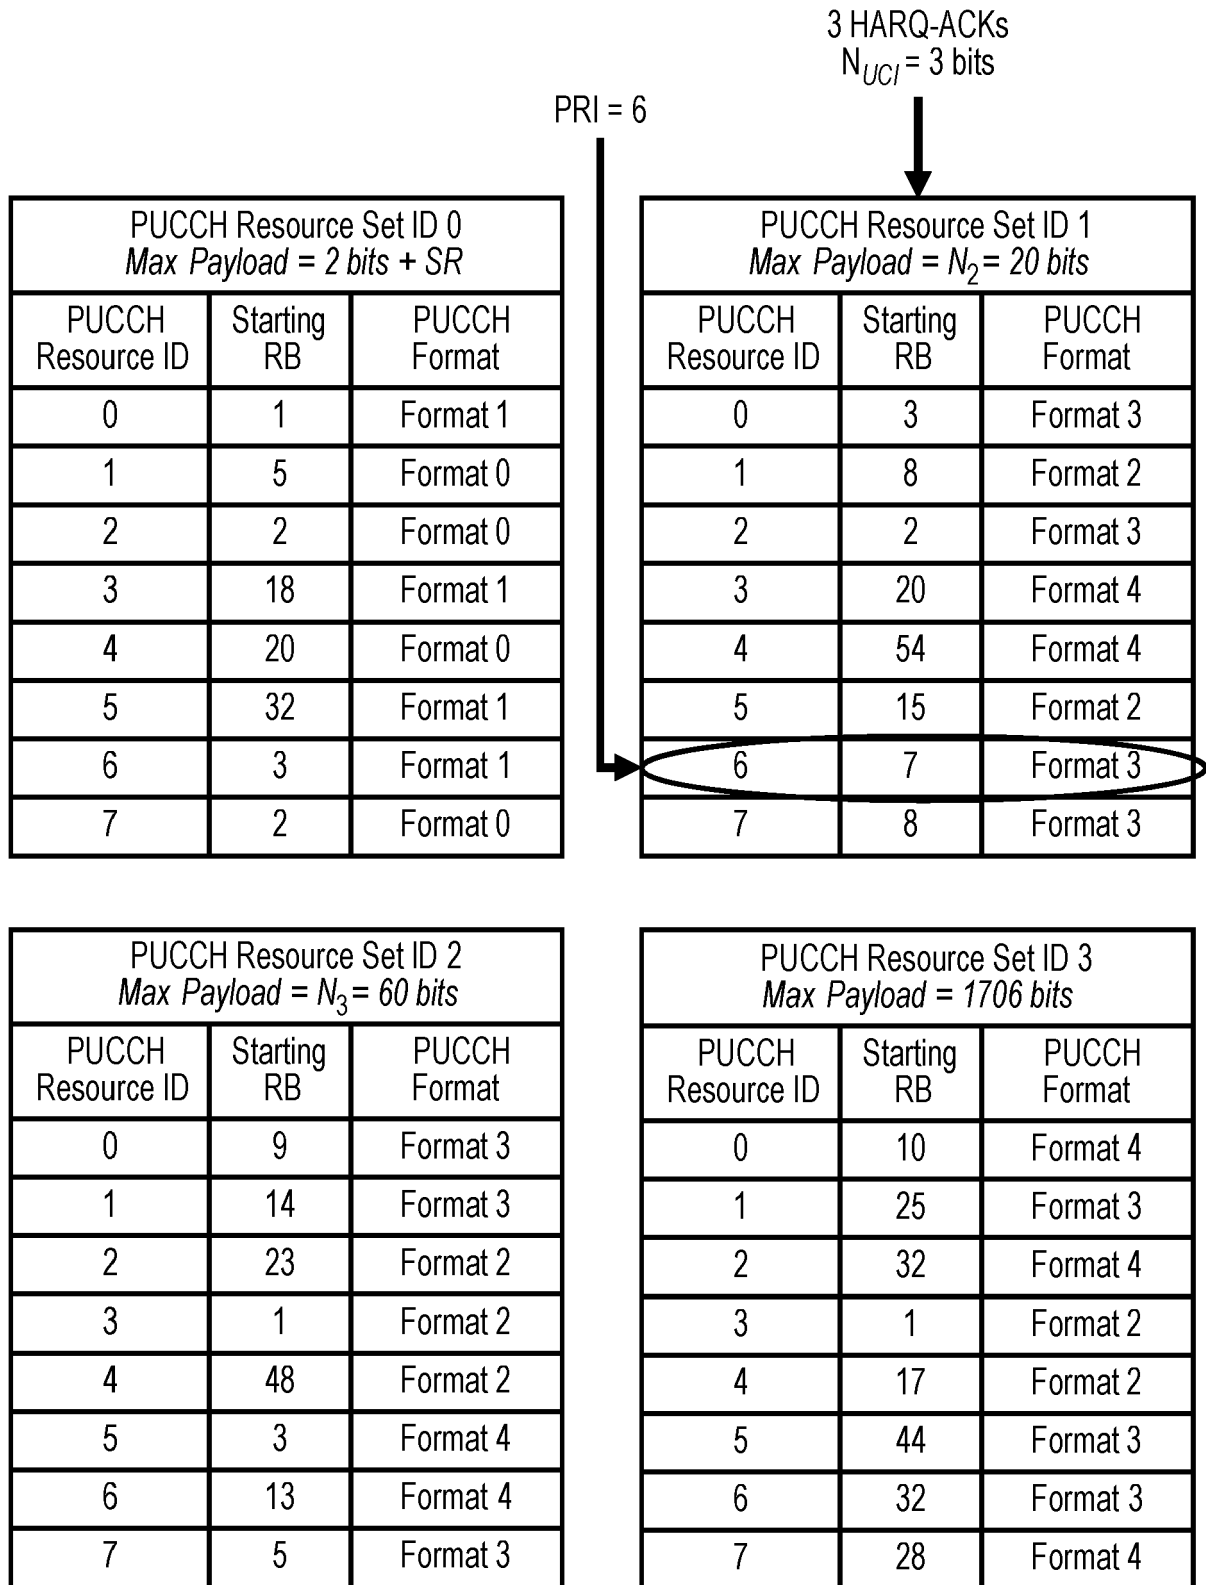 3 HARQ-ACKs
N_UCI = 3 bits
PRI = 6
PUCCH Resource Set ID 0
Max Payload = 2 bits + SR
PUCCH Resource ID | Starting RB | PUCCH Format
0 | 1 | Format 1
1 | 5 | Format 0
2 | 2 | Format 0
3 | 18 | Format 1
4 | 20 | Format 0
5 | 32 | Format 1
6 | 3 | Format 1
7 | 2 | Format 0
PUCCH Resource Set ID 1
Max Payload = N₂ = 20 bits
PUCCH Resource ID | Starting RB | PUCCH Format
0 | 3 | Format 3
1 | 8 | Format 2
2 | 2 | Format 3
3 | 20 | Format 4
4 | 54 | Format 4
5 | 15 | Format 2
6 | 7 | Format 3
7 | 8 | Format 3
PUCCH Resource Set ID 2
Max Payload = N₃ = 60 bits
PUCCH Resource ID | Starting RB | PUCCH Format
0 | 9 | Format 3
1 | 14 | Format 3
2 | 23 | Format 2
3 | 1 | Format 2
4 | 48 | Format 2
5 | 3 | Format 4
6 | 13 | Format 4
7 | 5 | Format 3
PUCCH Resource Set ID 3
Max Payload = 1706 bits
PUCCH Resource ID | Starting RB | PUCCH Format
0 | 10 | Format 4
1 | 25 | Format 3
2 | 32 | Format 4
3 | 1 | Format 2
4 | 17 | Format 2
5 | 44 | Format 3
6 | 32 | Format 3
7 | 28 | Format 4